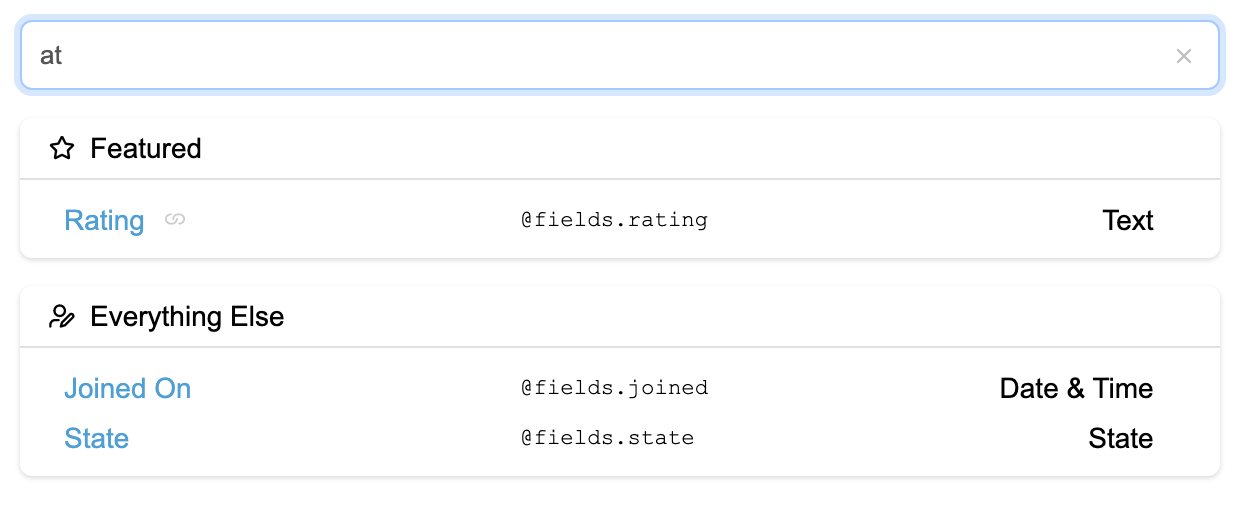 at
Featured
Rating @fields.rating Text
Everything Else
Joined On @fields.joined Date & Time
State @fields.state State